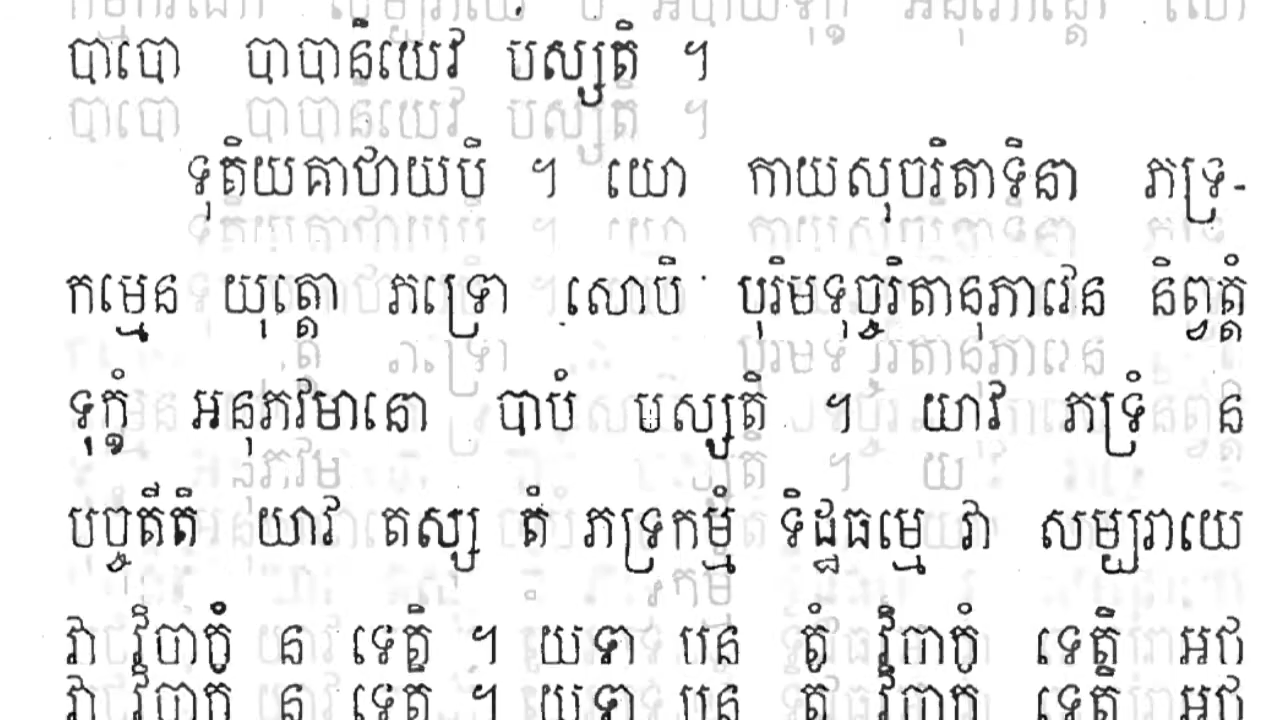 បាបោ បាបានិយេវ បស្សតិ ។
ទុតិយគាថាយបិ ។ យោ កាយសុចរិតាទិនា ភទ្រ-
កម្មេន យុត្តោ ភទ្រោ សោបិ បុរិមទុច្ចរិតានុភាវេន និព្វត្តំ
ទុក្ខំ អនុភវមានោ បាបំ បស្សតិ ។ យាវ ភទ្រំ ន
បច្ចតីតិ យាវ តស្ស តំ ភទ្រកម្មំ ទិដ្ឋធម្មេ វា សម្បរាយេ
វា វិបាកំ ន ទេតិ ។ យទា បន តំ វិបាកំ ទេតិ អថ